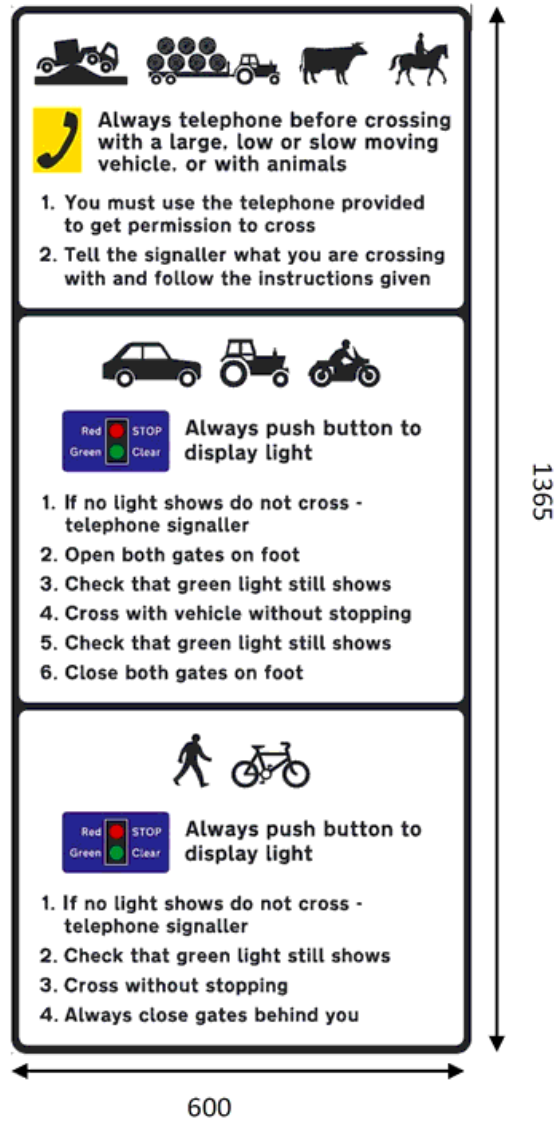 Always telephone before crossing
with a large, low or slow moving
vehicle, or with animals
1. You must use the telephone provided
to get permission to cross
2. Tell the signaller what you are crossing
with and follow the instructions given
Red STOP
Green Clear
Always push button to
display light
1. If no light shows do not cross -
telephone signaller
2. Open both gates on foot
3. Check that green light still shows
4. Cross with vehicle without stopping
5. Check that green light still shows
6. Close both gates on foot
Red STOP
Green Clear
Always push button to
display light
1. If no light shows do not cross -
telephone signaller
2. Check that green light still shows
3. Cross without stopping
4. Always close gates behind you
1365
600